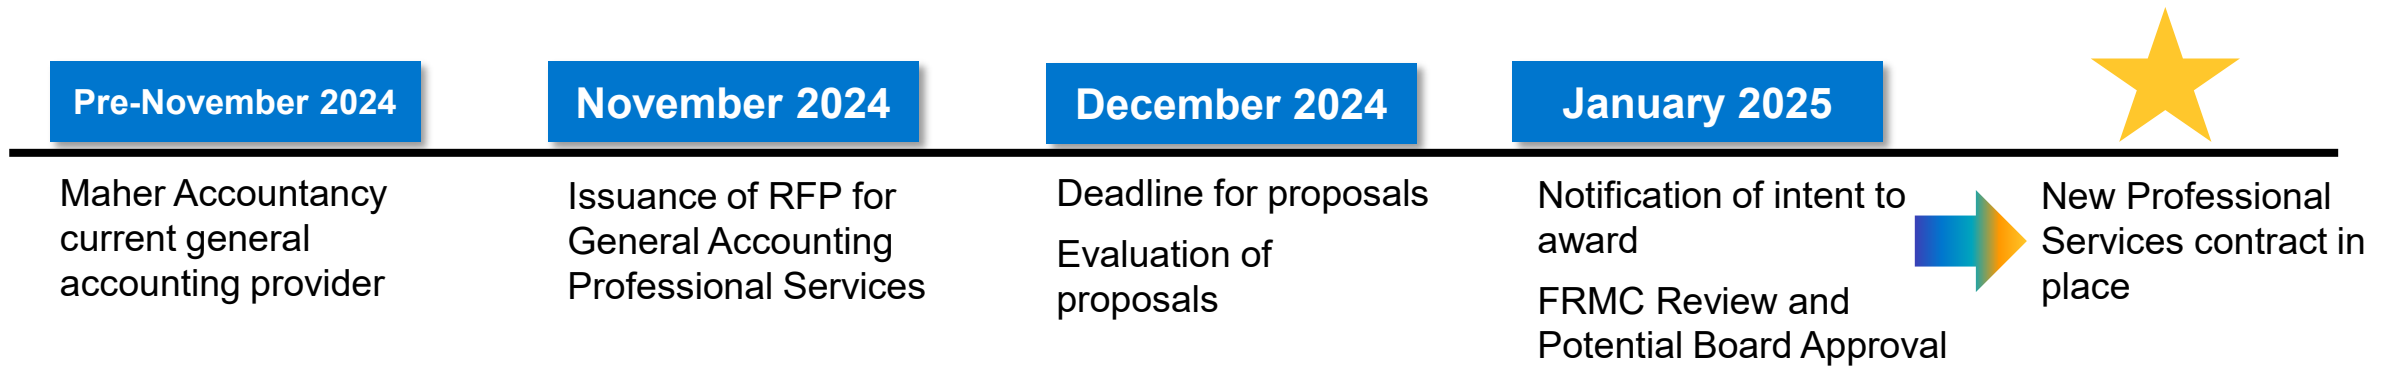 Pre-November 2024
Maher Accountancy
current general
accounting provider
November 2024
Issuance of RFP for
General Accounting
Professional Services
December 2024
Deadline for proposals
Evaluation of
proposals
January 2025
Notification of intent to
award
FRMC Review and
Potential Board Approval
New Professional
Services contract in
place